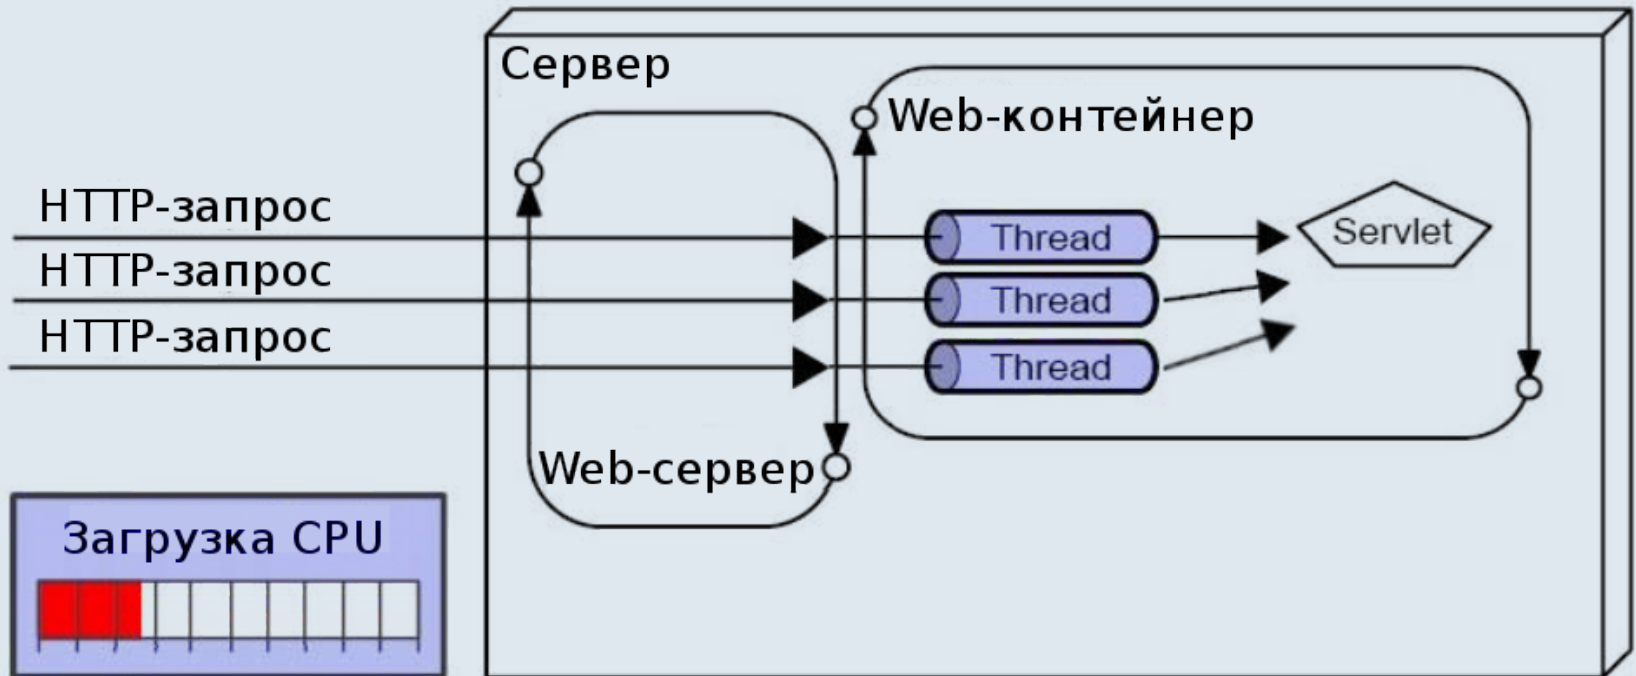 Сервер
Web-контейнер
HTTP-запрос
Thread
Servlet
HTTP-запрос
Thread
HTTP-запрос
Thread
Web-сервер
Загрузка CPU